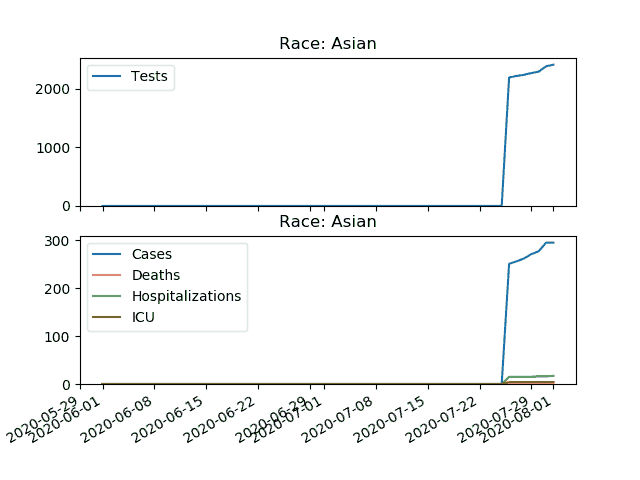 Race: Asian
Tests
2000
1000
0
Race: Asian
Cases
Deaths
Hospitalizations
ICU
300
200
100
0
2020-05-29
2020-06-01
2020-06-08
2020-06-15
2020-06-22
2020-06-29
2020-07-01
2020-07-08
2020-07-15
2020-07-22
2020-07-29
2020-08-01